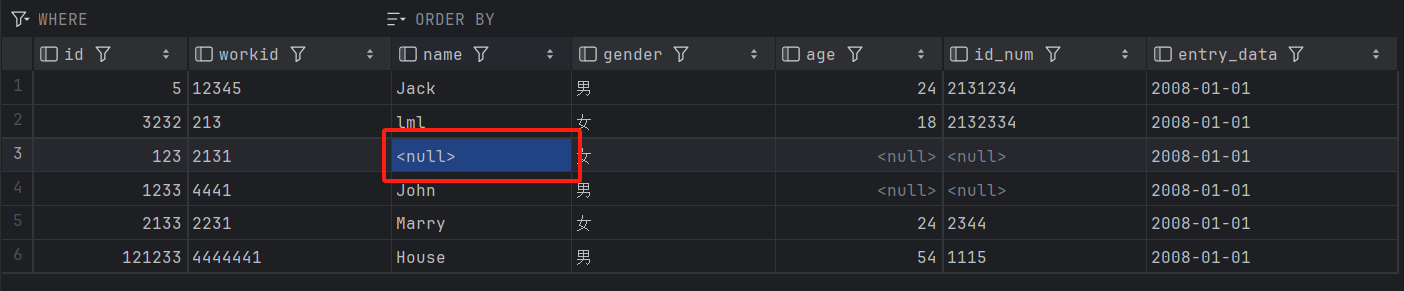 WHERE ORDER BY
id workid name gender age id_num entry_data
1 5 12345 Jack 男 24 2131234 2008-01-01
2 3232 213 lml 女 18 2132334 2008-01-01
3 123 2131 <null> 女 <null> <null> 2008-01-01
4 1233 4441 John 男 <null> <null> 2008-01-01
5 2133 2231 Marry 女 24 2344 2008-01-01
6 121233 4444441 House 男 54 1115 2008-01-01